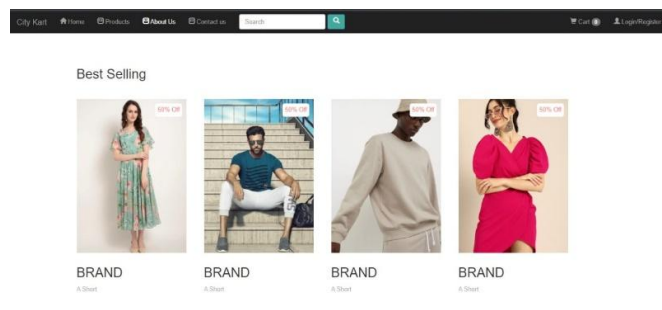 City Kart Home Products About Us Contact us Search Cart 0 Login/Register
Best Selling
60% Off 60% Off 60% Off 60% Off
BRAND BRAND BRAND BRAND
A Short A Short A Short A Short